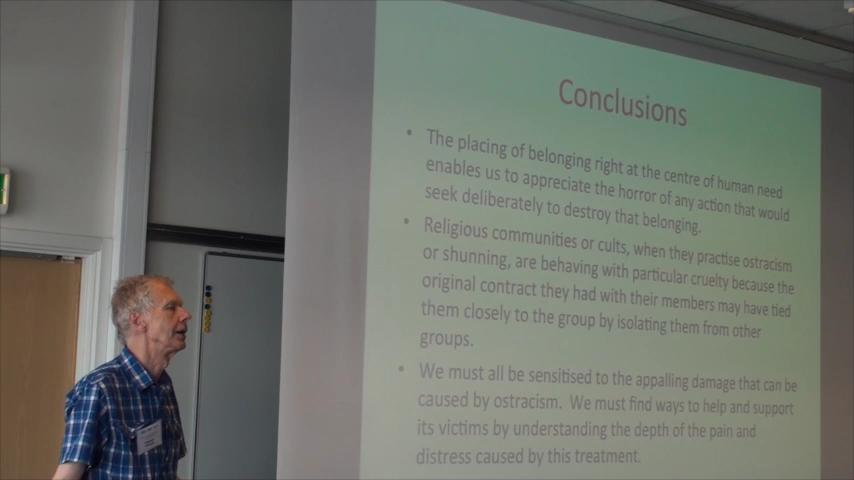 Conclusions
• The placing of belonging right at the centre of human need
enables us to appreciate the horror of any action that would
seek deliberately to destroy that belonging.
• Religious communities or cults, when they practise ostracism
or shunning, are behaving with particular cruelty because the
original contract they had with their members may have tied
them closely to the group by isolating them from other
groups.
• We must all be sensitised to the appalling damage that can be
caused by ostracism. We must find ways to help and support
its victims by understanding the depth of the pain and
distress caused by this treatment.